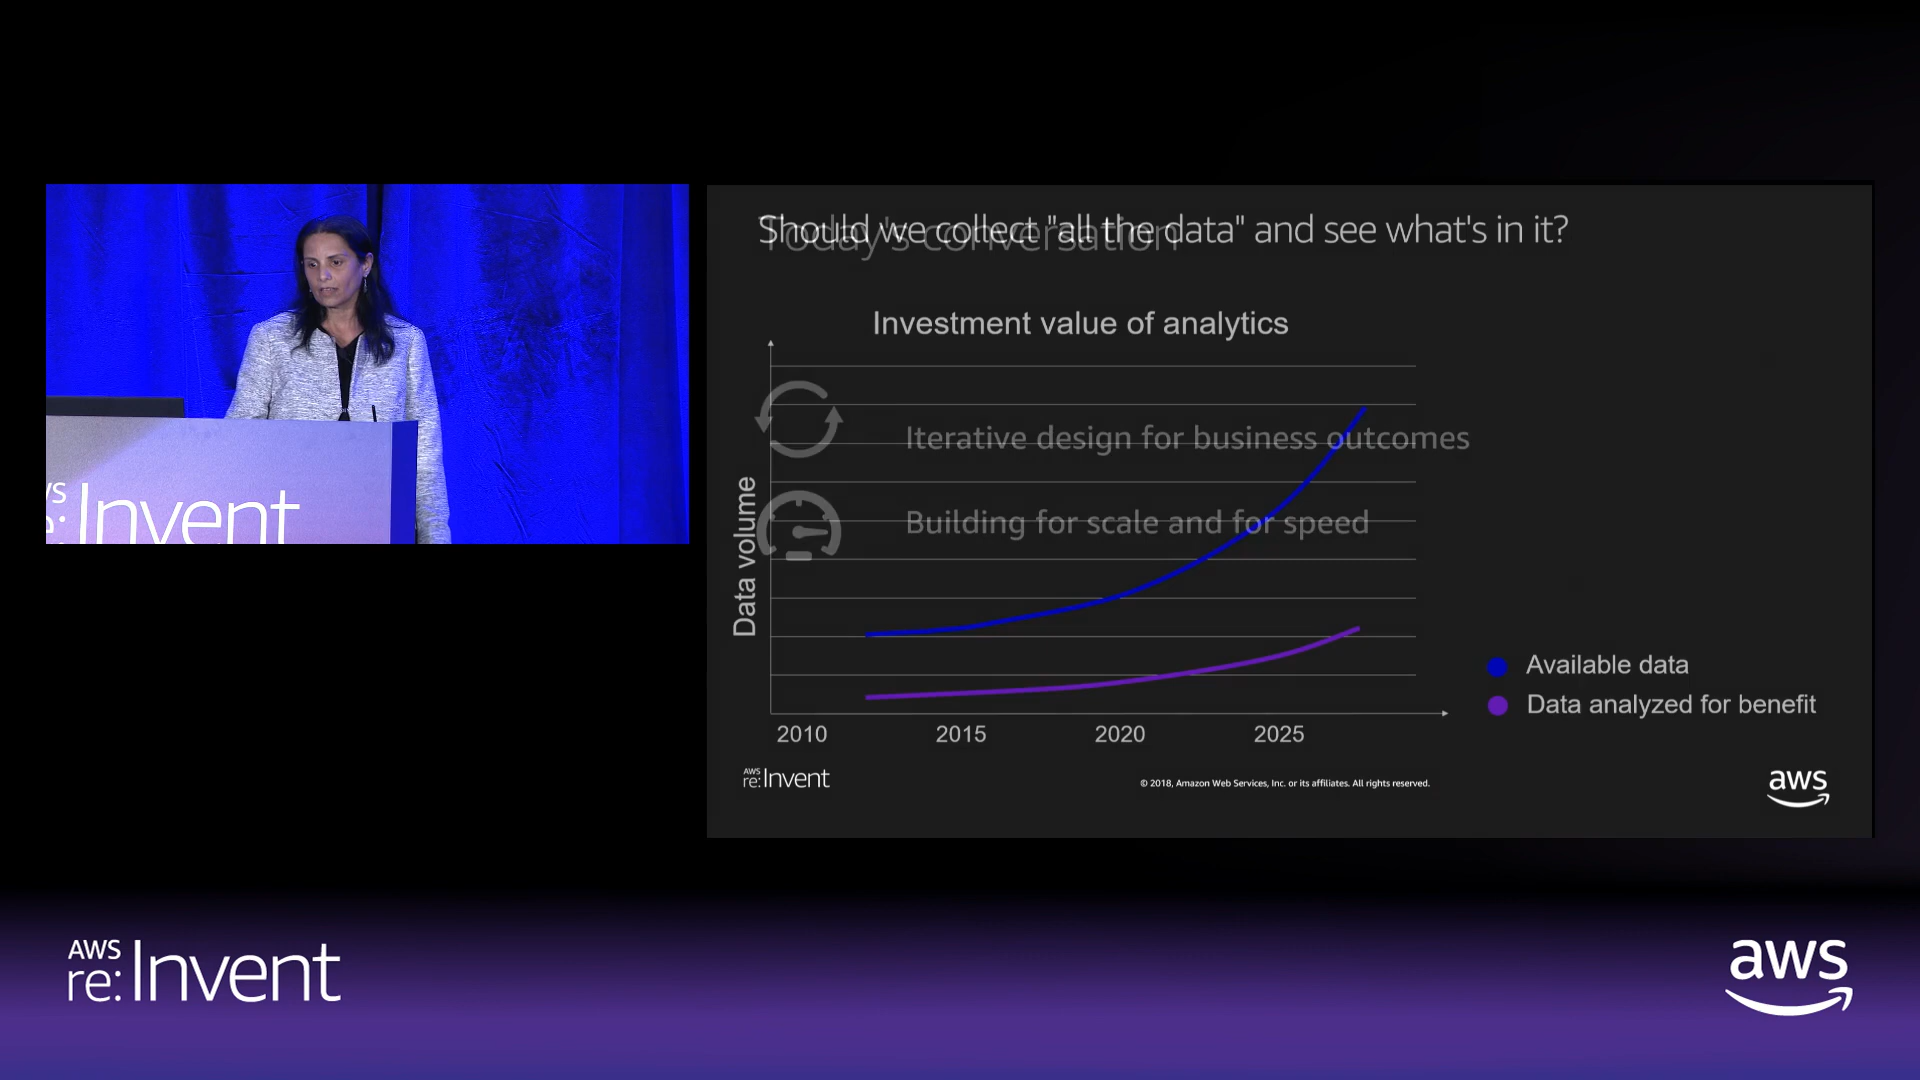 Should we collect "all the data" and see what's in it?
Today's conversation
Investment value of analytics
Iterative design for business outcomes
Building for scale and for speed
Data volume
Available data
Data analyzed for benefit
2010 2015 2020 2025
AWS
re:Invent
© 2018, Amazon Web Services, Inc. or its affiliates. All rights reserved.
aws
re:Invent
AWS
re:Invent
aws